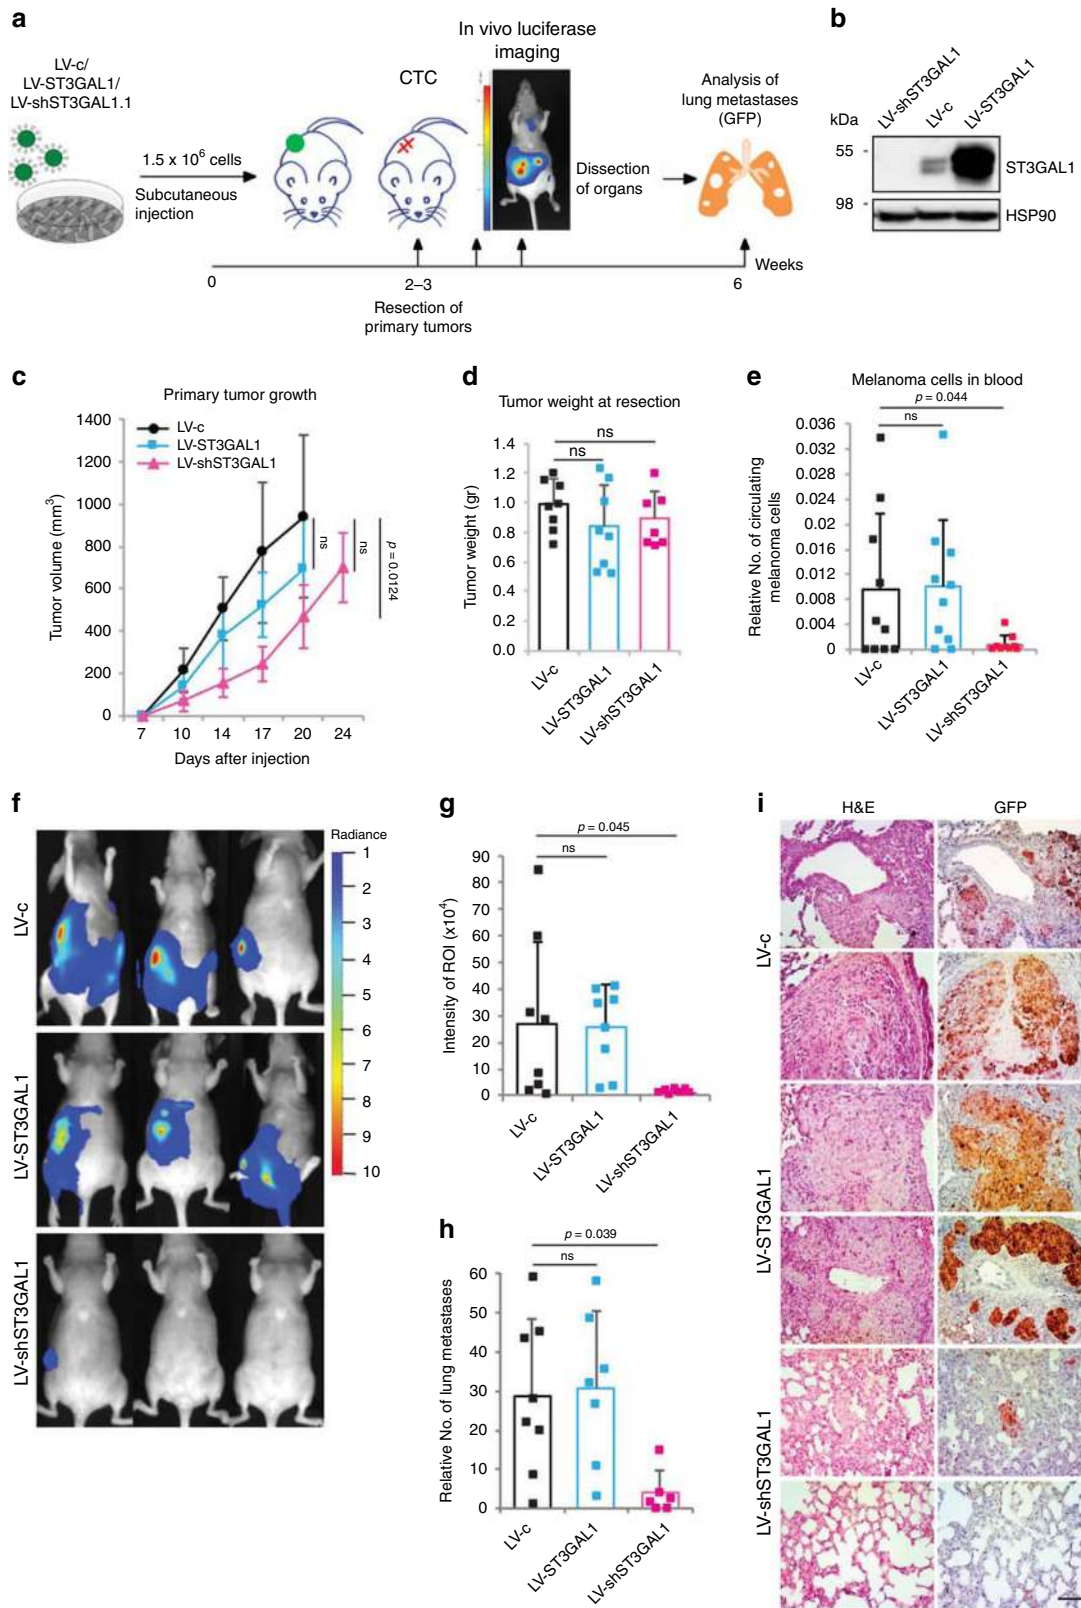 a
LV-c/
LV-ST3GAL1/
LV-shST3GAL1.1
1.5 x 10⁶ cells
Subcutaneous
injection
CTC
In vivo luciferase
imaging
Dissection
of organs
Analysis of
lung metastases
(GFP)
0
2–3
6
Weeks
Resection of
primary tumors
b
LV-shST3GAL1
LV-c
LV-ST3GAL1
kDa
55
ST3GAL1
98
HSP90
c
Primary tumor growth
LV-c
LV-ST3GAL1
LV-shST3GAL1
Tumor volume (mm³)
1400
1200
1000
800
600
400
200
0
7 10 14 17 20 24
Days after injection
ns
ns
p = 0.0124
d
Tumor weight at resection
ns
ns
Tumor weight (gr)
1.4
1.2
1.0
0.8
0.6
0.4
0.2
0.0
LV-c
LV-ST3GAL1
LV-shST3GAL1
e
Melanoma cells in blood
p = 0.044
ns
Relative No. of circulating
melanoma cells
0.036
0.032
0.028
0.024
0.02
0.016
0.012
0.008
0.004
0
LV-c
LV-ST3GAL1
LV-shST3GAL1
f
LV-c
LV-ST3GAL1
LV-shST3GAL1
Radiance
1
2
3
4
5
6
7
8
9
10
g
p = 0.045
ns
Intensity of ROI (x10⁴)
90
80
70
60
50
40
30
20
10
0
LV-c
LV-ST3GAL1
LV-shST3GAL1
h
p = 0.039
ns
Relative No. of lung metastases
60
50
40
30
20
10
0
LV-c
LV-ST3GAL1
LV-shST3GAL1
i
H&E
GFP
LV-c
LV-ST3GAL1
LV-shST3GAL1